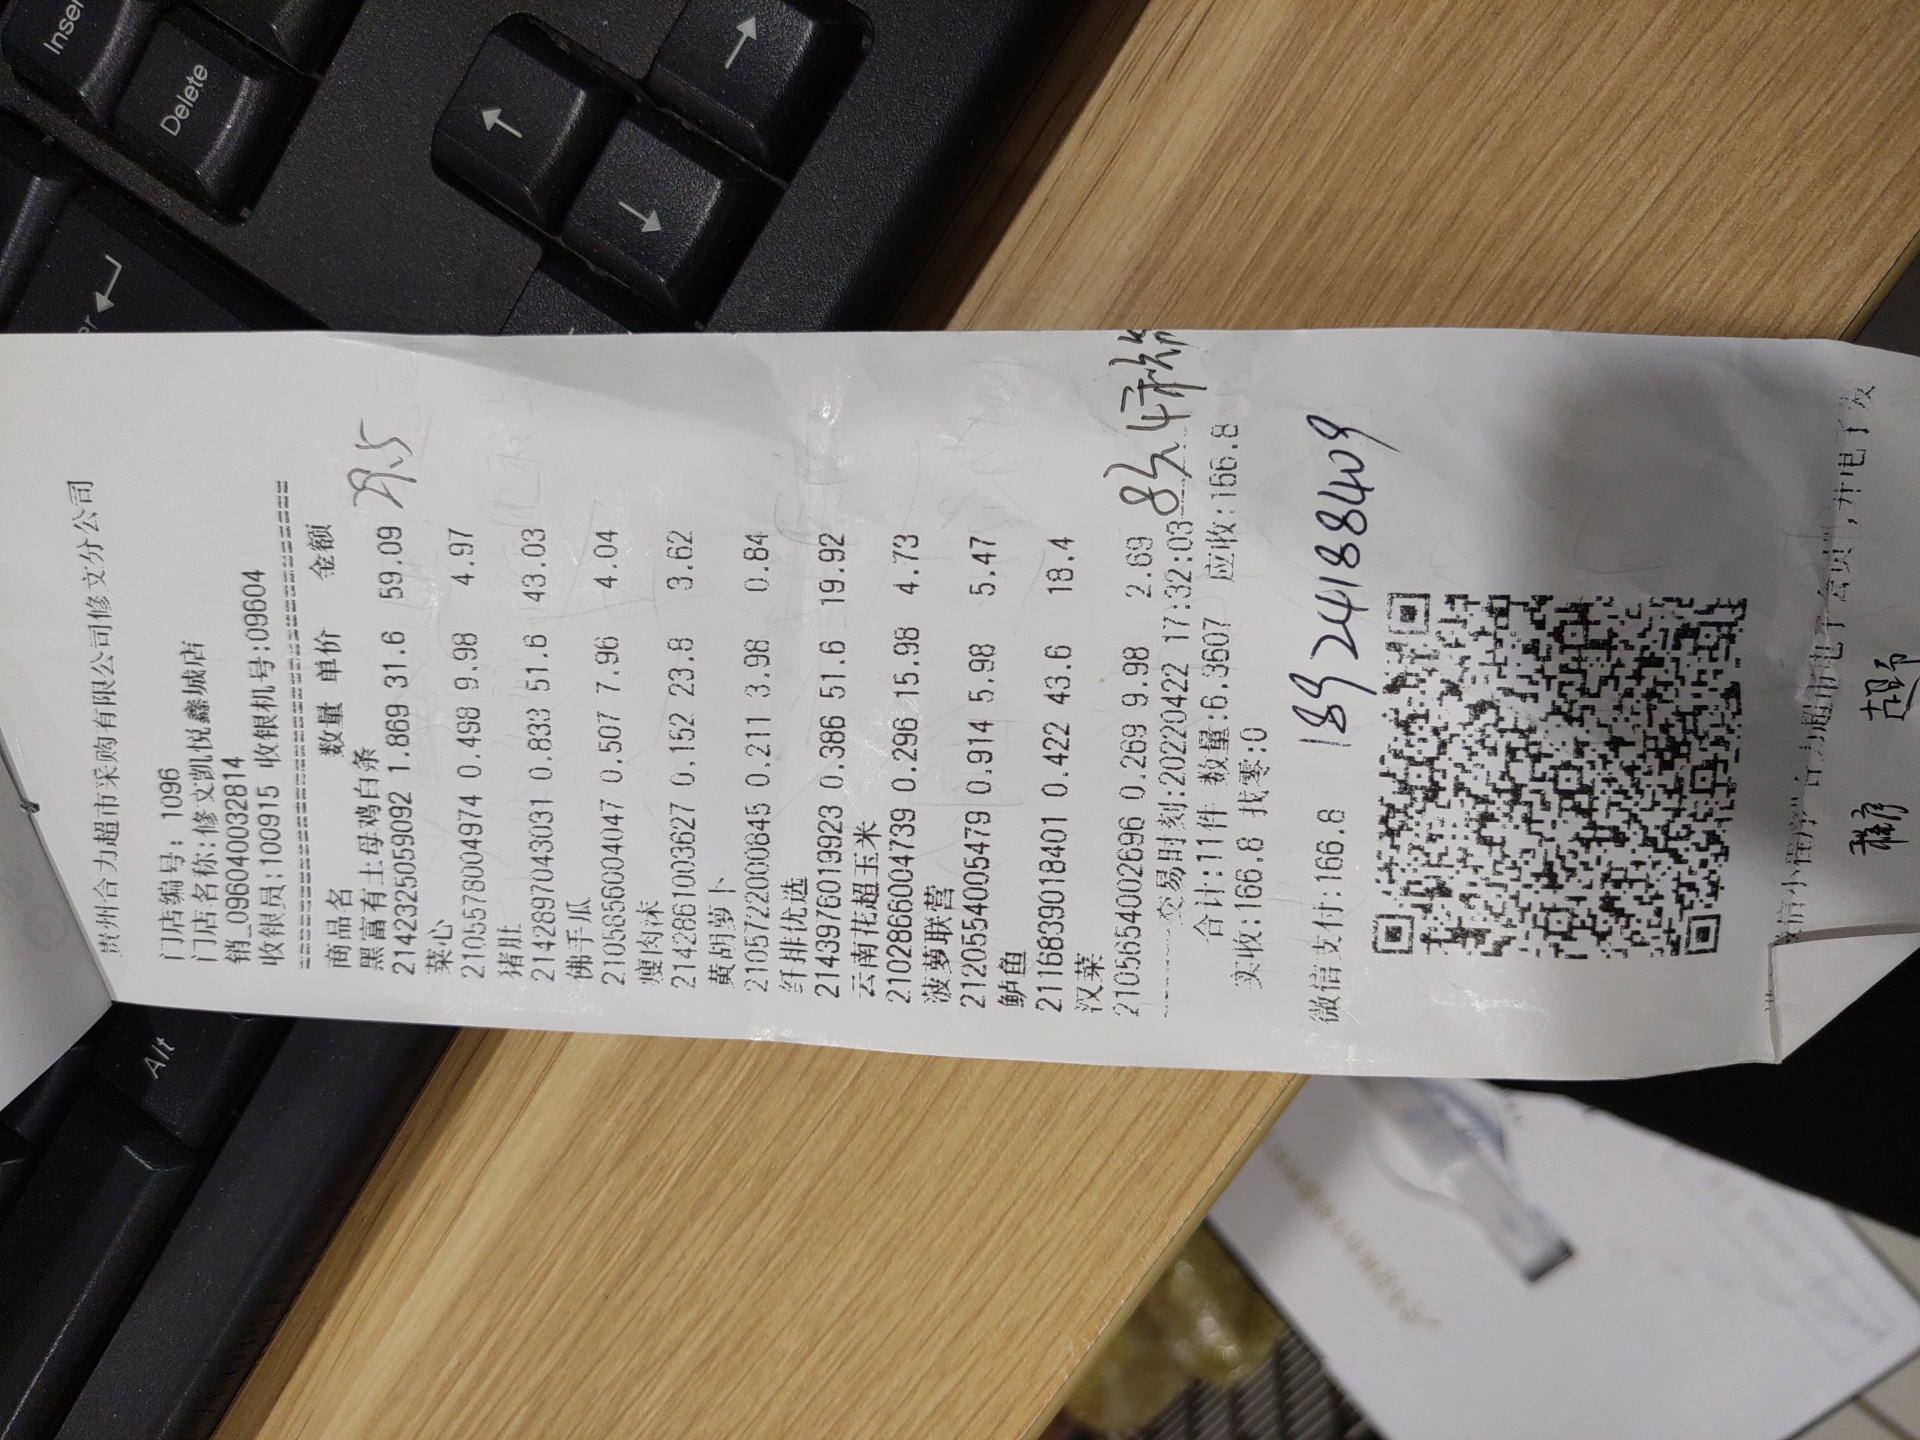 贵州合力超市采购有限公司修文分公司
门店编号: 1096
门店名称:修文凯悦鑫城店
销_0960400032814
收银员:100915 收银机号:09604
商品名 数量 单价 金额
黑富有土母鸡白条
2142325059092 1.869 31.6 59.09
菜心
2105578004974 0.498 9.98 4.97
猪肚
2142897043031 0.833 51.6 43.03
佛手瓜
2105856004047 0.507 7.96 4.04
瘦肉沫
2142861003627 0.152 23.8 3.62
黄胡萝卜
2105722000845 0.211 3.98 0.84
纤排优选
2143976019923 0.386 51.6 19.92
云南花超玉米
2102866004739 0.296 15.98 4.73
菠萝联营
2120554005479 0.914 5.98 5.47
鲈鱼
2116839018401 0.422 43.6 18.4
汉菜
2105654002696 0.269 9.98 2.69
交易时刻:20220422 17:32:03
合计:11件 数量:6.3607 应收:166.8
实收:166.8 找零:0
189 2418 8409
微信支付:166.8
Delete
Alt